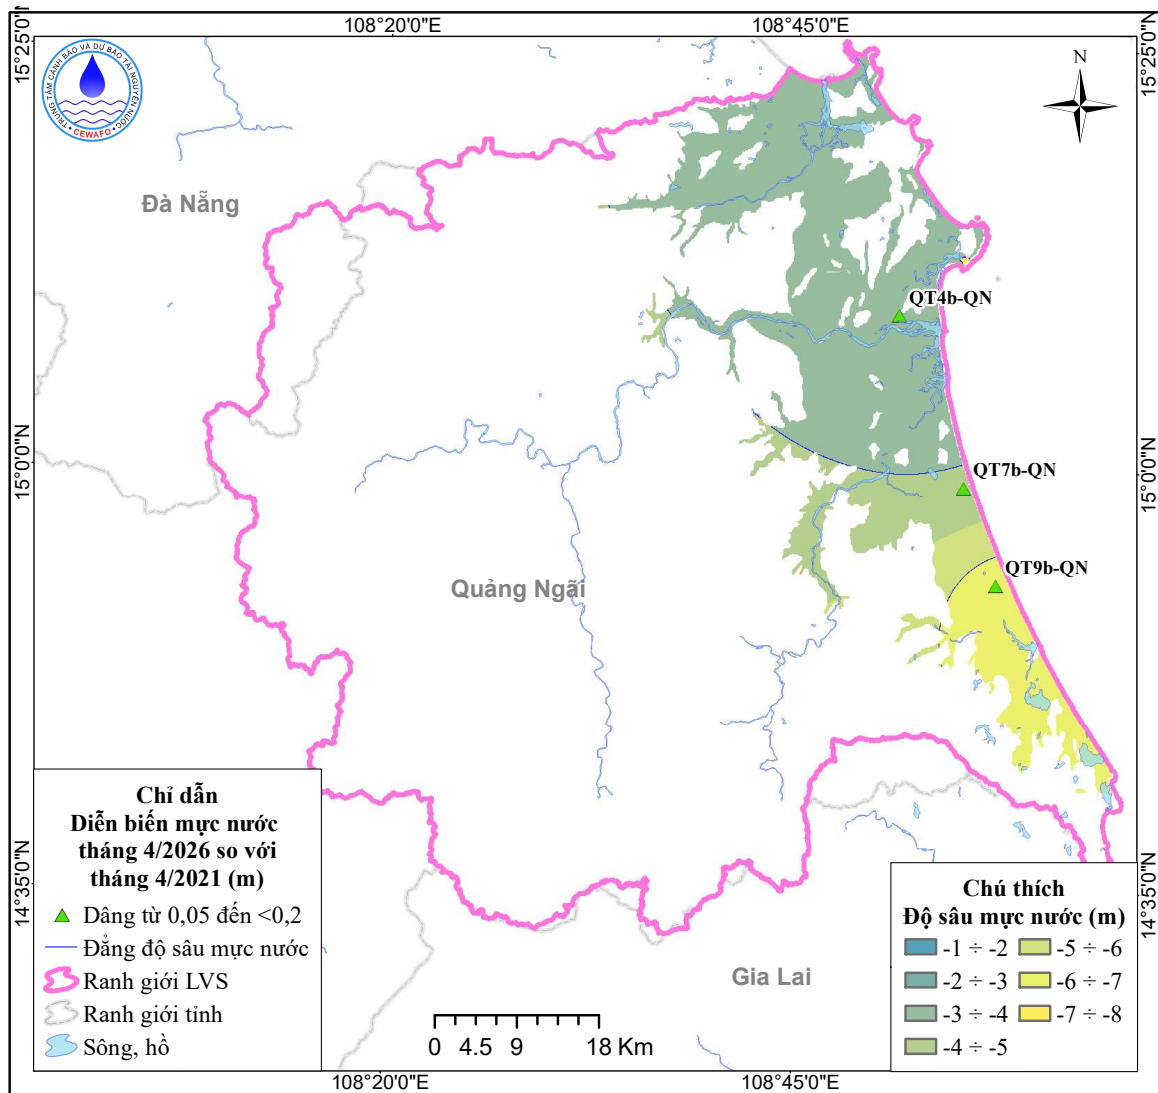 108°20'0"E
108°45'0"E
15°25'0"N
15°25'0"N
TRUNG TÂM CẢNH BÁO VÀ DỰ BÁO TÀI NGUYÊN NƯỚC
• CEWAFO •
N
Đà Nẵng
QT4b-QN
15°0'0"N
15°0'0"N
QT7b-QN
QT9b-QN
Quảng Ngãi
Gia Lai
14°35'0"N
14°35'0"N
Chỉ dẫn
Diễn biến mực nước
tháng 4/2026 so với
tháng 4/2021 (m)
Dâng từ 0,05 đến <0,2
Đẳng độ sâu mực nước
Ranh giới LVS
Ranh giới tỉnh
Sông, hồ
0 4.5 9 18 Km
Chú thích
Độ sâu mực nước (m)
-1 ÷ -2 -5 ÷ -6
-2 ÷ -3 -6 ÷ -7
-3 ÷ -4 -7 ÷ -8
-4 ÷ -5
108°20'0"E
108°45'0"E